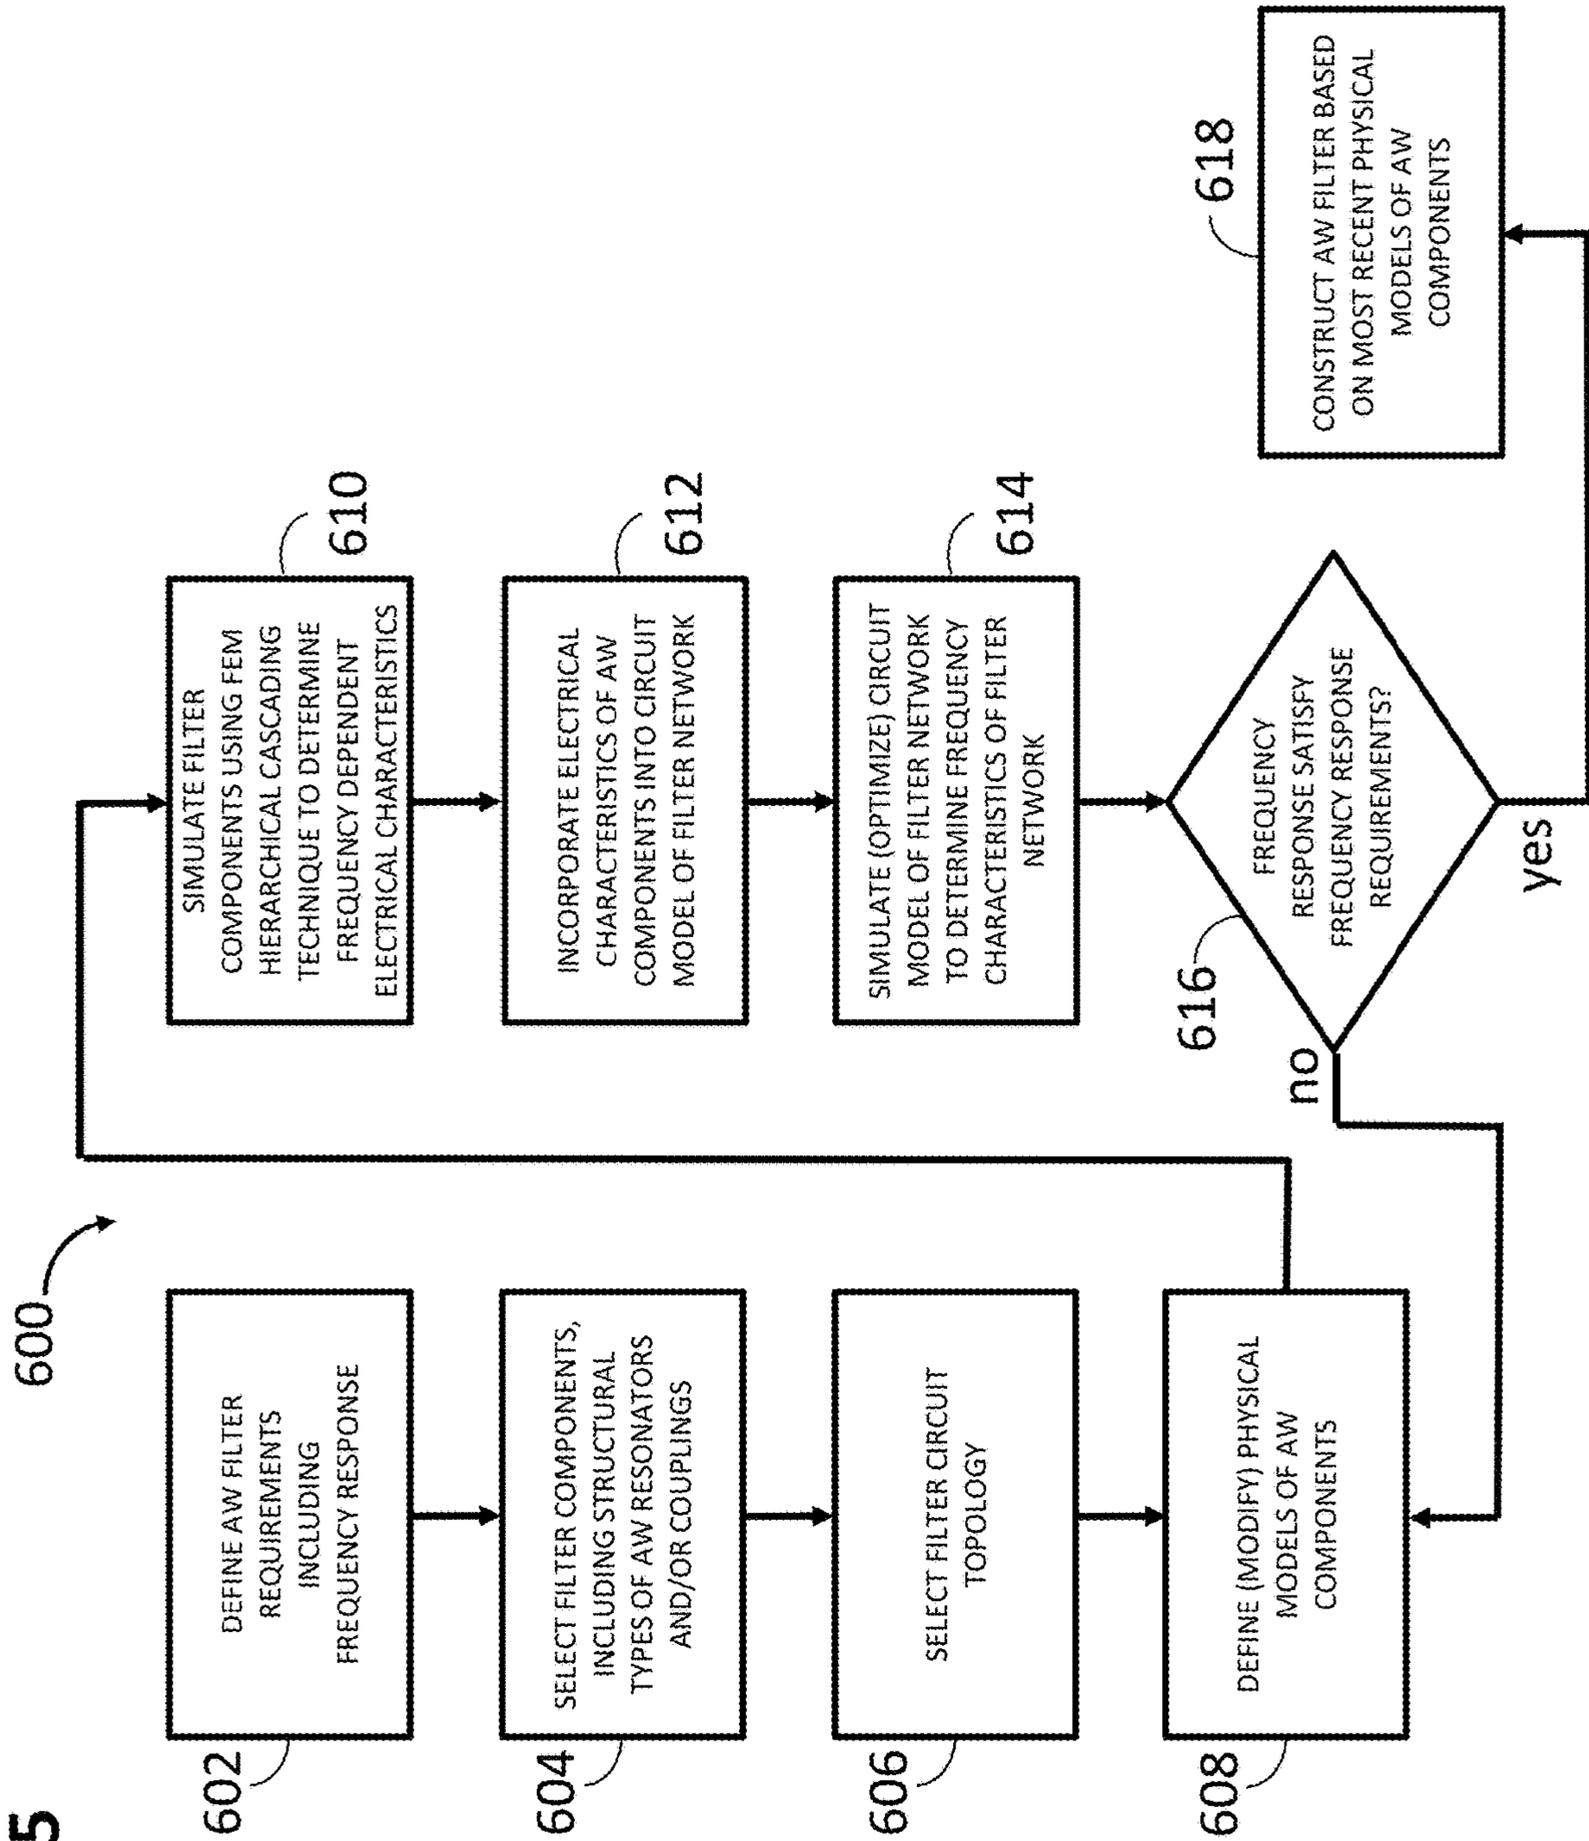 5
600
602
DEFINE AW FILTER
REQUIREMENTS
INCLUDING
FREQUENCY RESPONSE
604
SELECT FILTER COMPONENTS,
INCLUDING STRUCTURAL
TYPES OF AW RESONATORS
AND/OR COUPLINGS
606
SELECT FILTER CIRCUIT
TOPOLOGY
608
DEFINE (MODIFY) PHYSICAL
MODELS OF AW
COMPONENTS
610
SIMULATE FILTER
COMPONENTS USING FEM
HIERARCHICAL CASCADING
TECHNIQUE TO DETERMINE
FREQUENCY DEPENDENT
ELECTRICAL CHARACTERISTICS
612
INCORPORATE ELECTRICAL
CHARACTERISTICS OF AW
COMPONENTS INTO CIRCUIT
MODEL OF FILTER NETWORK
614
SIMULATE (OPTIMIZE) CIRCUIT
MODEL OF FILTER NETWORK
TO DETERMINE FREQUENCY
CHARACTERISTICS OF FILTER
NETWORK
616
FREQUENCY
RESPONSE SATISFY
FREQUENCY RESPONSE
REQUIREMENTS?
no
yes
618
CONSTRUCT AW FILTER BASED
ON MOST RECENT PHYSICAL
MODELS OF AW
COMPONENTS